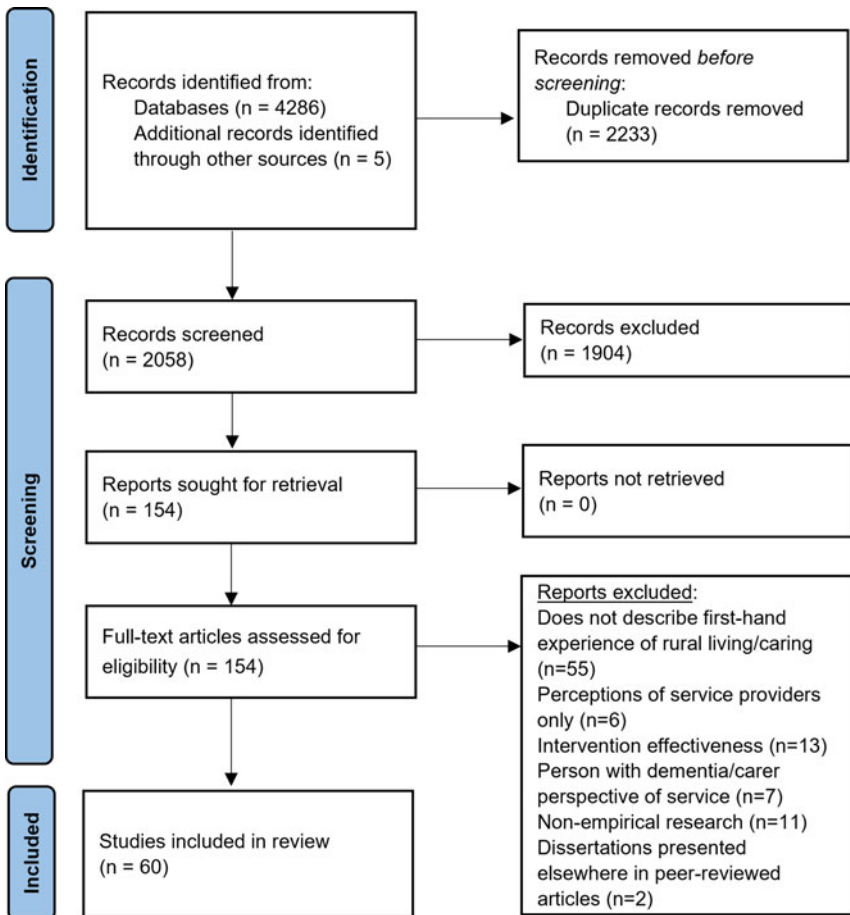 Identification
Records identified from:
Databases (n = 4286)
Additional records identified
through other sources (n = 5)
Records removed before
screening:
Duplicate records removed
(n = 2233)
Screening
Records screened
(n = 2058)
Records excluded
(n = 1904)
Reports sought for retrieval
(n = 154)
Reports not retrieved
(n = 0)
Full-text articles assessed for
eligibility (n = 154)
Reports excluded:
Does not describe first-hand
experience of rural living/caring
(n=55)
Perceptions of service providers
only (n=6)
Intervention effectiveness (n=13)
Person with dementia/carer
perspective of service (n=7)
Non-empirical research (n=11)
Dissertations presented
elsewhere in peer-reviewed
articles (n=2)
Included
Studies included in review
(n = 60)